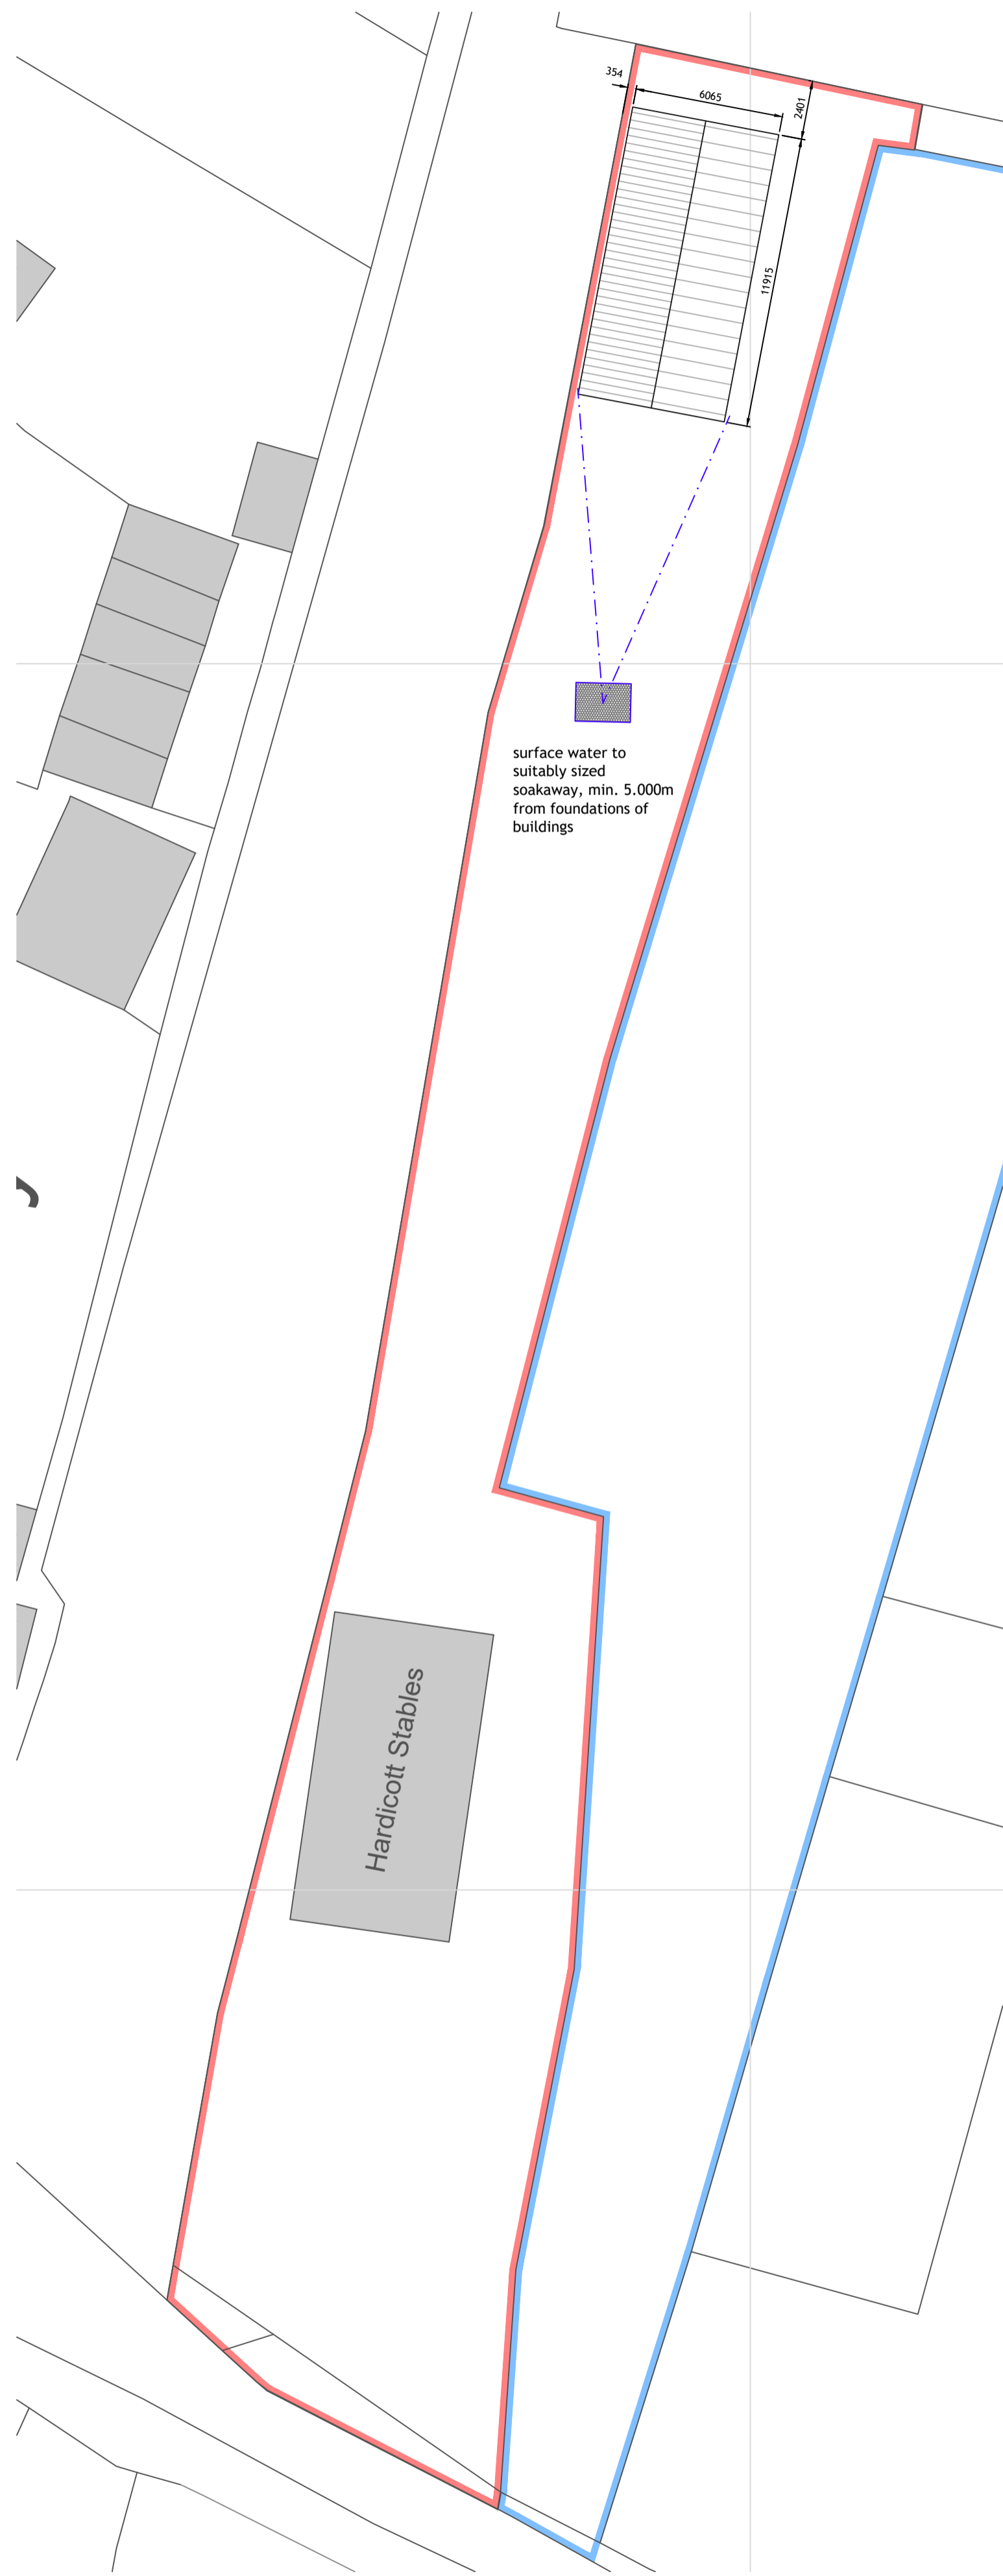 354
6065
2401
11915
surface water to
suitably sized
soakaway, min. 5.000m
from foundations of
buildings
Hardicott Stables